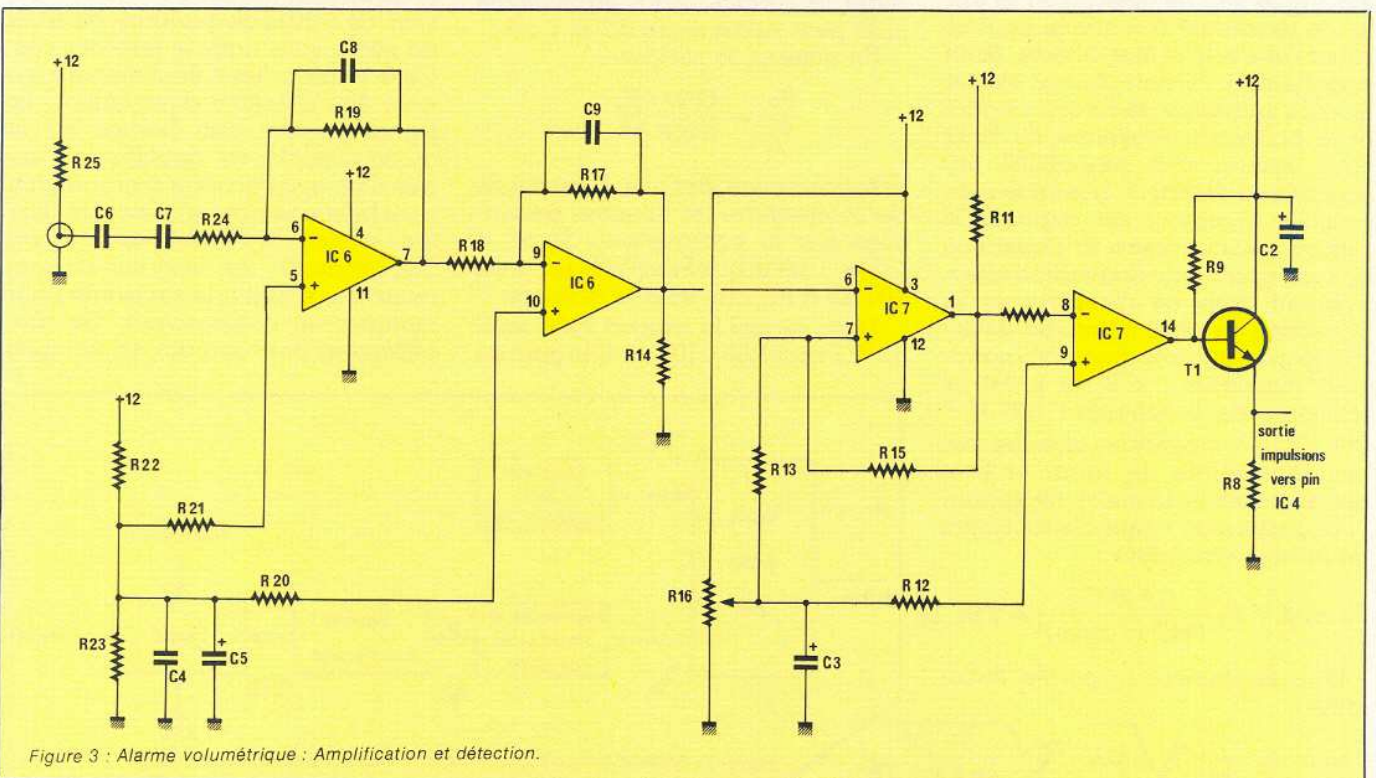 +12
R 25
C6
C7
R24
C8
R19
+12
6
5
4
7
11
IC 6
R18
C9
R17
9
10
IC 6
R14
+12
R22
R21
R 20
R23
C4
C5
+12
6
7
3
1
12
IC 7
R13
R15
R16
C3
R 12
+12
R11
8
9
14
IC 7
+12
R9
C2
T1
sortie
impulsions
vers pin
IC 4
R8
Figure 3 : Alarme volumétrique : Amplification et détection.